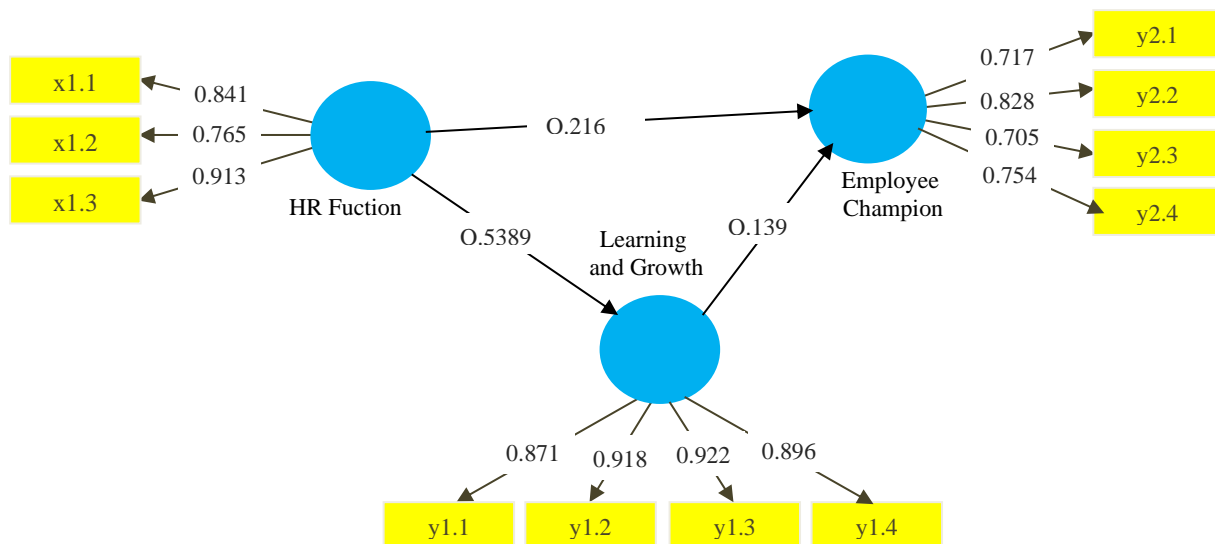 x1.1
x1.2
x1.3
0.841
0.765
0.913
HR Fuction
O.216
O.5389
Learning
and Growth
O.139
Employee
Champion
0.717
0.828
0.705
0.754
y2.1
y2.2
y2.3
y2.4
0.871
0.918
0.922
0.896
y1.1
y1.2
y1.3
y1.4